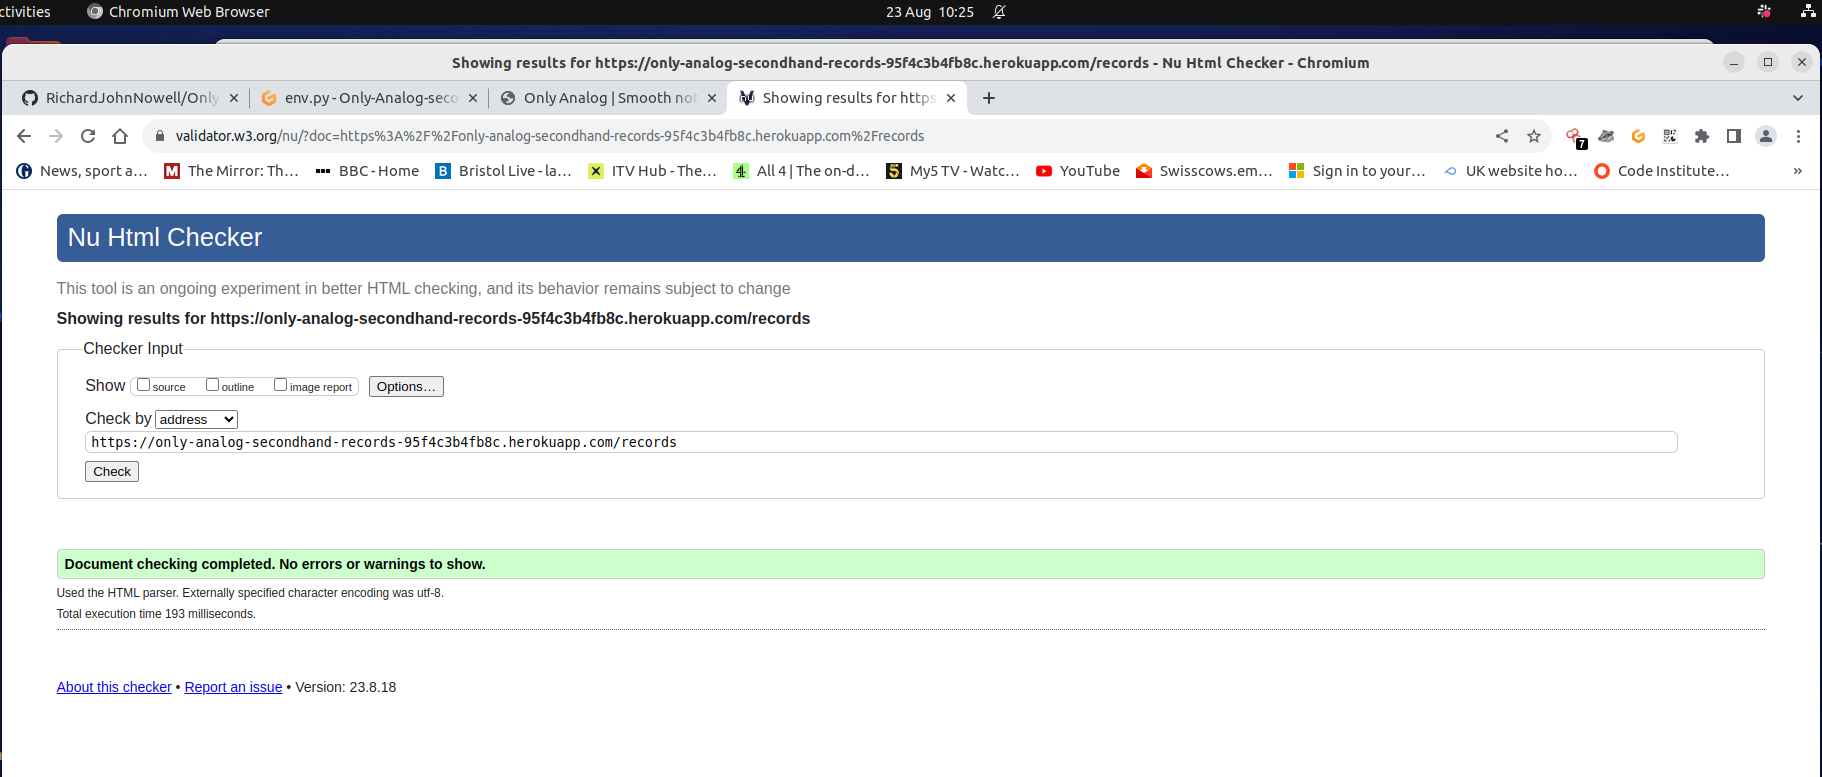 ctivities Chromium Web Browser 23 Aug 10:25
Showing results for https://only-analog-secondhand-records-95f4c3b4fb8c.herokuapp.com/records - Nu Html Checker - Chromium
RichardJohnNowell/Only env.py - Only-Analog-seco Only Analog | Smooth not Showing results for https
validator.w3.org/nu/?doc=https%3A%2F%2Fonly-analog-secondhand-records-95f4c3b4fb8c.herokuapp.com%2Frecords 7
News, sport a... M The Mirror: Th... BBC - Home B Bristol Live - la... X ITV Hub - The... 4 All 4 | The on-d... 5 My5 TV - Watc... YouTube Swisscows.em... Sign in to your... UK website ho... Code Institute... »
Nu Html Checker
This tool is an ongoing experiment in better HTML checking, and its behavior remains subject to change
Showing results for https://only-analog-secondhand-records-95f4c3b4fb8c.herokuapp.com/records
Checker Input
Show source outline image report Options...
Check by address
https://only-analog-secondhand-records-95f4c3b4fb8c.herokuapp.com/records
Check
Document checking completed. No errors or warnings to show.
Used the HTML parser. Externally specified character encoding was utf-8.
Total execution time 193 milliseconds.
About this checker • Report an issue • Version: 23.8.18